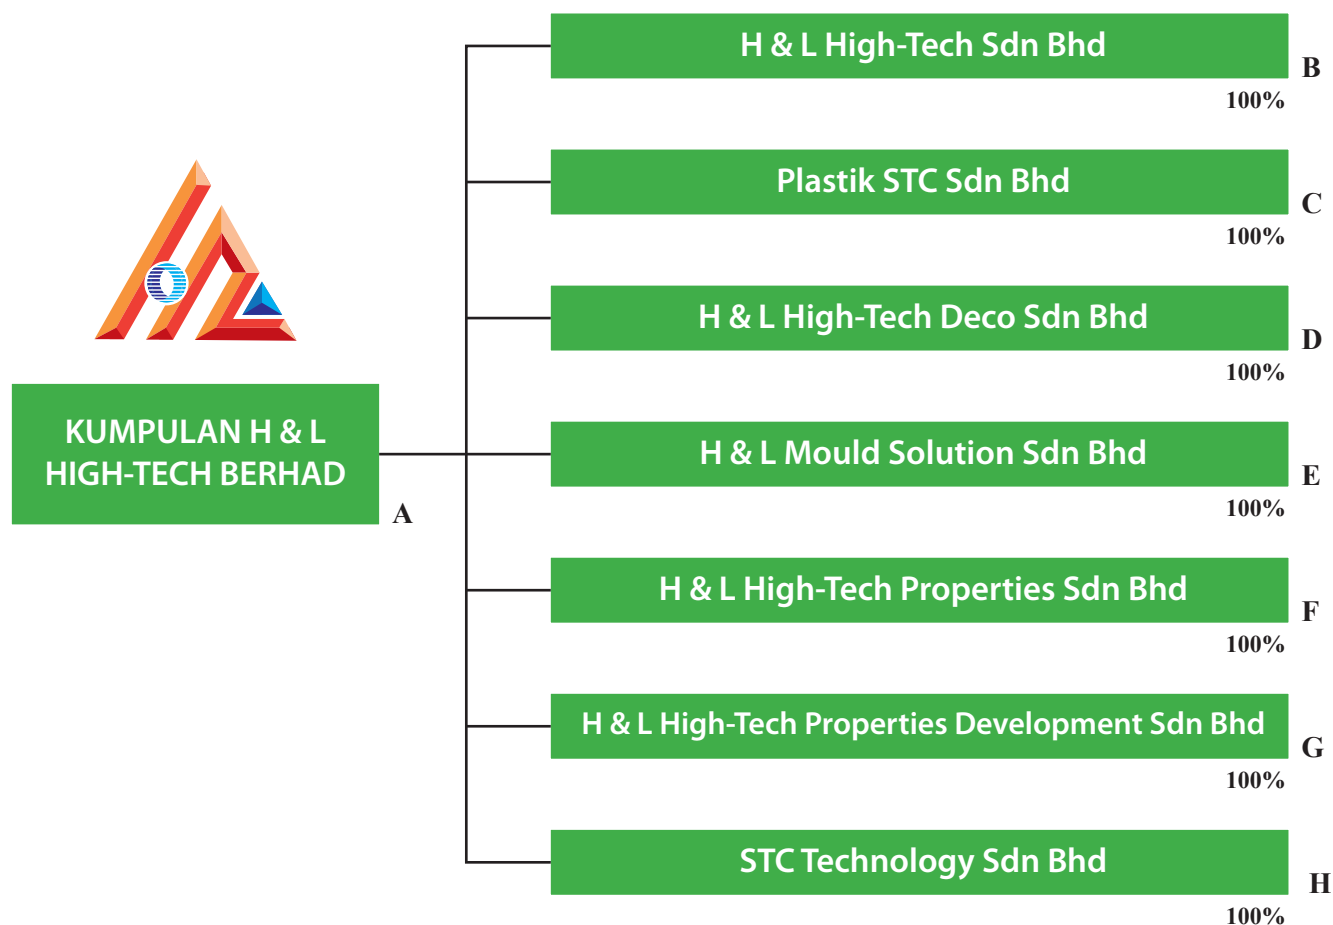 H & L High-Tech Sdn Bhd
B
100%
Plastik STC Sdn Bhd
C
100%
H & L High-Tech Deco Sdn Bhd
D
100%
KUMPULAN H & L
HIGH-TECH BERHAD
A
H & L Mould Solution Sdn Bhd
E
100%
H & L High-Tech Properties Sdn Bhd
F
100%
H & L High-Tech Properties Development Sdn Bhd
G
100%
STC Technology Sdn Bhd
H
100%